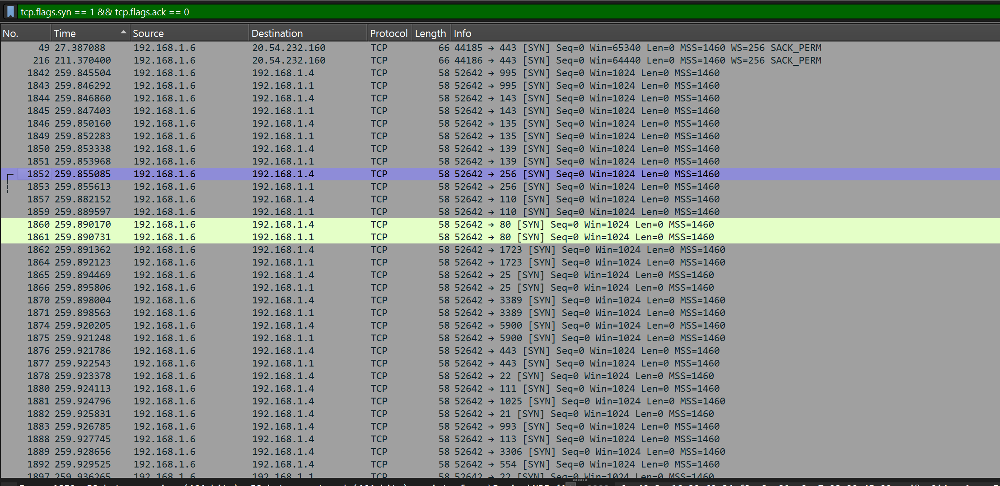 tcp.flags.syn == 1 && tcp.flags.ack == 0
No. Time Source Destination Protocol Length Info
49 27.387088 192.168.1.6 20.54.232.160 TCP 66 44185 → 443 [SYN] Seq=0 Win=65340 Len=0 MSS=1460 WS=256 SACK_PERM
216 211.370400 192.168.1.6 20.54.232.160 TCP 66 44186 → 443 [SYN] Seq=0 Win=64440 Len=0 MSS=1460 WS=256 SACK_PERM
1842 259.845504 192.168.1.6 192.168.1.4 TCP 58 52642 → 995 [SYN] Seq=0 Win=1024 Len=0 MSS=1460
1843 259.846292 192.168.1.6 192.168.1.1 TCP 58 52642 → 995 [SYN] Seq=0 Win=1024 Len=0 MSS=1460
1844 259.846860 192.168.1.6 192.168.1.4 TCP 58 52642 → 143 [SYN] Seq=0 Win=1024 Len=0 MSS=1460
1845 259.847403 192.168.1.6 192.168.1.1 TCP 58 52642 → 143 [SYN] Seq=0 Win=1024 Len=0 MSS=1460
1846 259.850160 192.168.1.6 192.168.1.4 TCP 58 52642 → 135 [SYN] Seq=0 Win=1024 Len=0 MSS=1460
1849 259.852283 192.168.1.6 192.168.1.1 TCP 58 52642 → 135 [SYN] Seq=0 Win=1024 Len=0 MSS=1460
1850 259.853338 192.168.1.6 192.168.1.4 TCP 58 52642 → 139 [SYN] Seq=0 Win=1024 Len=0 MSS=1460
1851 259.853968 192.168.1.6 192.168.1.1 TCP 58 52642 → 139 [SYN] Seq=0 Win=1024 Len=0 MSS=1460
1852 259.855085 192.168.1.6 192.168.1.4 TCP 58 52642 → 256 [SYN] Seq=0 Win=1024 Len=0 MSS=1460
1853 259.855613 192.168.1.6 192.168.1.1 TCP 58 52642 → 256 [SYN] Seq=0 Win=1024 Len=0 MSS=1460
1857 259.882152 192.168.1.6 192.168.1.4 TCP 58 52642 → 110 [SYN] Seq=0 Win=1024 Len=0 MSS=1460
1859 259.889597 192.168.1.6 192.168.1.1 TCP 58 52642 → 110 [SYN] Seq=0 Win=1024 Len=0 MSS=1460
1860 259.890170 192.168.1.6 192.168.1.4 TCP 58 52642 → 80 [SYN] Seq=0 Win=1024 Len=0 MSS=1460
1861 259.890731 192.168.1.6 192.168.1.1 TCP 58 52642 → 80 [SYN] Seq=0 Win=1024 Len=0 MSS=1460
1862 259.891362 192.168.1.6 192.168.1.4 TCP 58 52642 → 1723 [SYN] Seq=0 Win=1024 Len=0 MSS=1460
1864 259.892123 192.168.1.6 192.168.1.1 TCP 58 52642 → 1723 [SYN] Seq=0 Win=1024 Len=0 MSS=1460
1865 259.894469 192.168.1.6 192.168.1.4 TCP 58 52642 → 25 [SYN] Seq=0 Win=1024 Len=0 MSS=1460
1866 259.895806 192.168.1.6 192.168.1.1 TCP 58 52642 → 25 [SYN] Seq=0 Win=1024 Len=0 MSS=1460
1870 259.898004 192.168.1.6 192.168.1.4 TCP 58 52642 → 3389 [SYN] Seq=0 Win=1024 Len=0 MSS=1460
1871 259.898563 192.168.1.6 192.168.1.1 TCP 58 52642 → 3389 [SYN] Seq=0 Win=1024 Len=0 MSS=1460
1874 259.920205 192.168.1.6 192.168.1.4 TCP 58 52642 → 5900 [SYN] Seq=0 Win=1024 Len=0 MSS=1460
1875 259.921248 192.168.1.6 192.168.1.1 TCP 58 52642 → 5900 [SYN] Seq=0 Win=1024 Len=0 MSS=1460
1876 259.921786 192.168.1.6 192.168.1.4 TCP 58 52642 → 443 [SYN] Seq=0 Win=1024 Len=0 MSS=1460
1877 259.922543 192.168.1.6 192.168.1.1 TCP 58 52642 → 443 [SYN] Seq=0 Win=1024 Len=0 MSS=1460
1878 259.923378 192.168.1.6 192.168.1.4 TCP 58 52642 → 22 [SYN] Seq=0 Win=1024 Len=0 MSS=1460
1880 259.924113 192.168.1.6 192.168.1.4 TCP 58 52642 → 111 [SYN] Seq=0 Win=1024 Len=0 MSS=1460
1881 259.924796 192.168.1.6 192.168.1.4 TCP 58 52642 → 1025 [SYN] Seq=0 Win=1024 Len=0 MSS=1460
1882 259.925831 192.168.1.6 192.168.1.4 TCP 58 52642 → 21 [SYN] Seq=0 Win=1024 Len=0 MSS=1460
1883 259.926785 192.168.1.6 192.168.1.4 TCP 58 52642 → 993 [SYN] Seq=0 Win=1024 Len=0 MSS=1460
1888 259.927745 192.168.1.6 192.168.1.4 TCP 58 52642 → 113 [SYN] Seq=0 Win=1024 Len=0 MSS=1460
1889 259.928656 192.168.1.6 192.168.1.4 TCP 58 52642 → 3306 [SYN] Seq=0 Win=1024 Len=0 MSS=1460
1892 259.929525 192.168.1.6 192.168.1.4 TCP 58 52642 → 554 [SYN] Seq=0 Win=1024 Len=0 MSS=1460
1897 259.936265 192.168.1.6 192.168.1.1 TCP 58 52642 → 22 [SYN] Seq=0 Win=1024 Len=0 MSS=1460